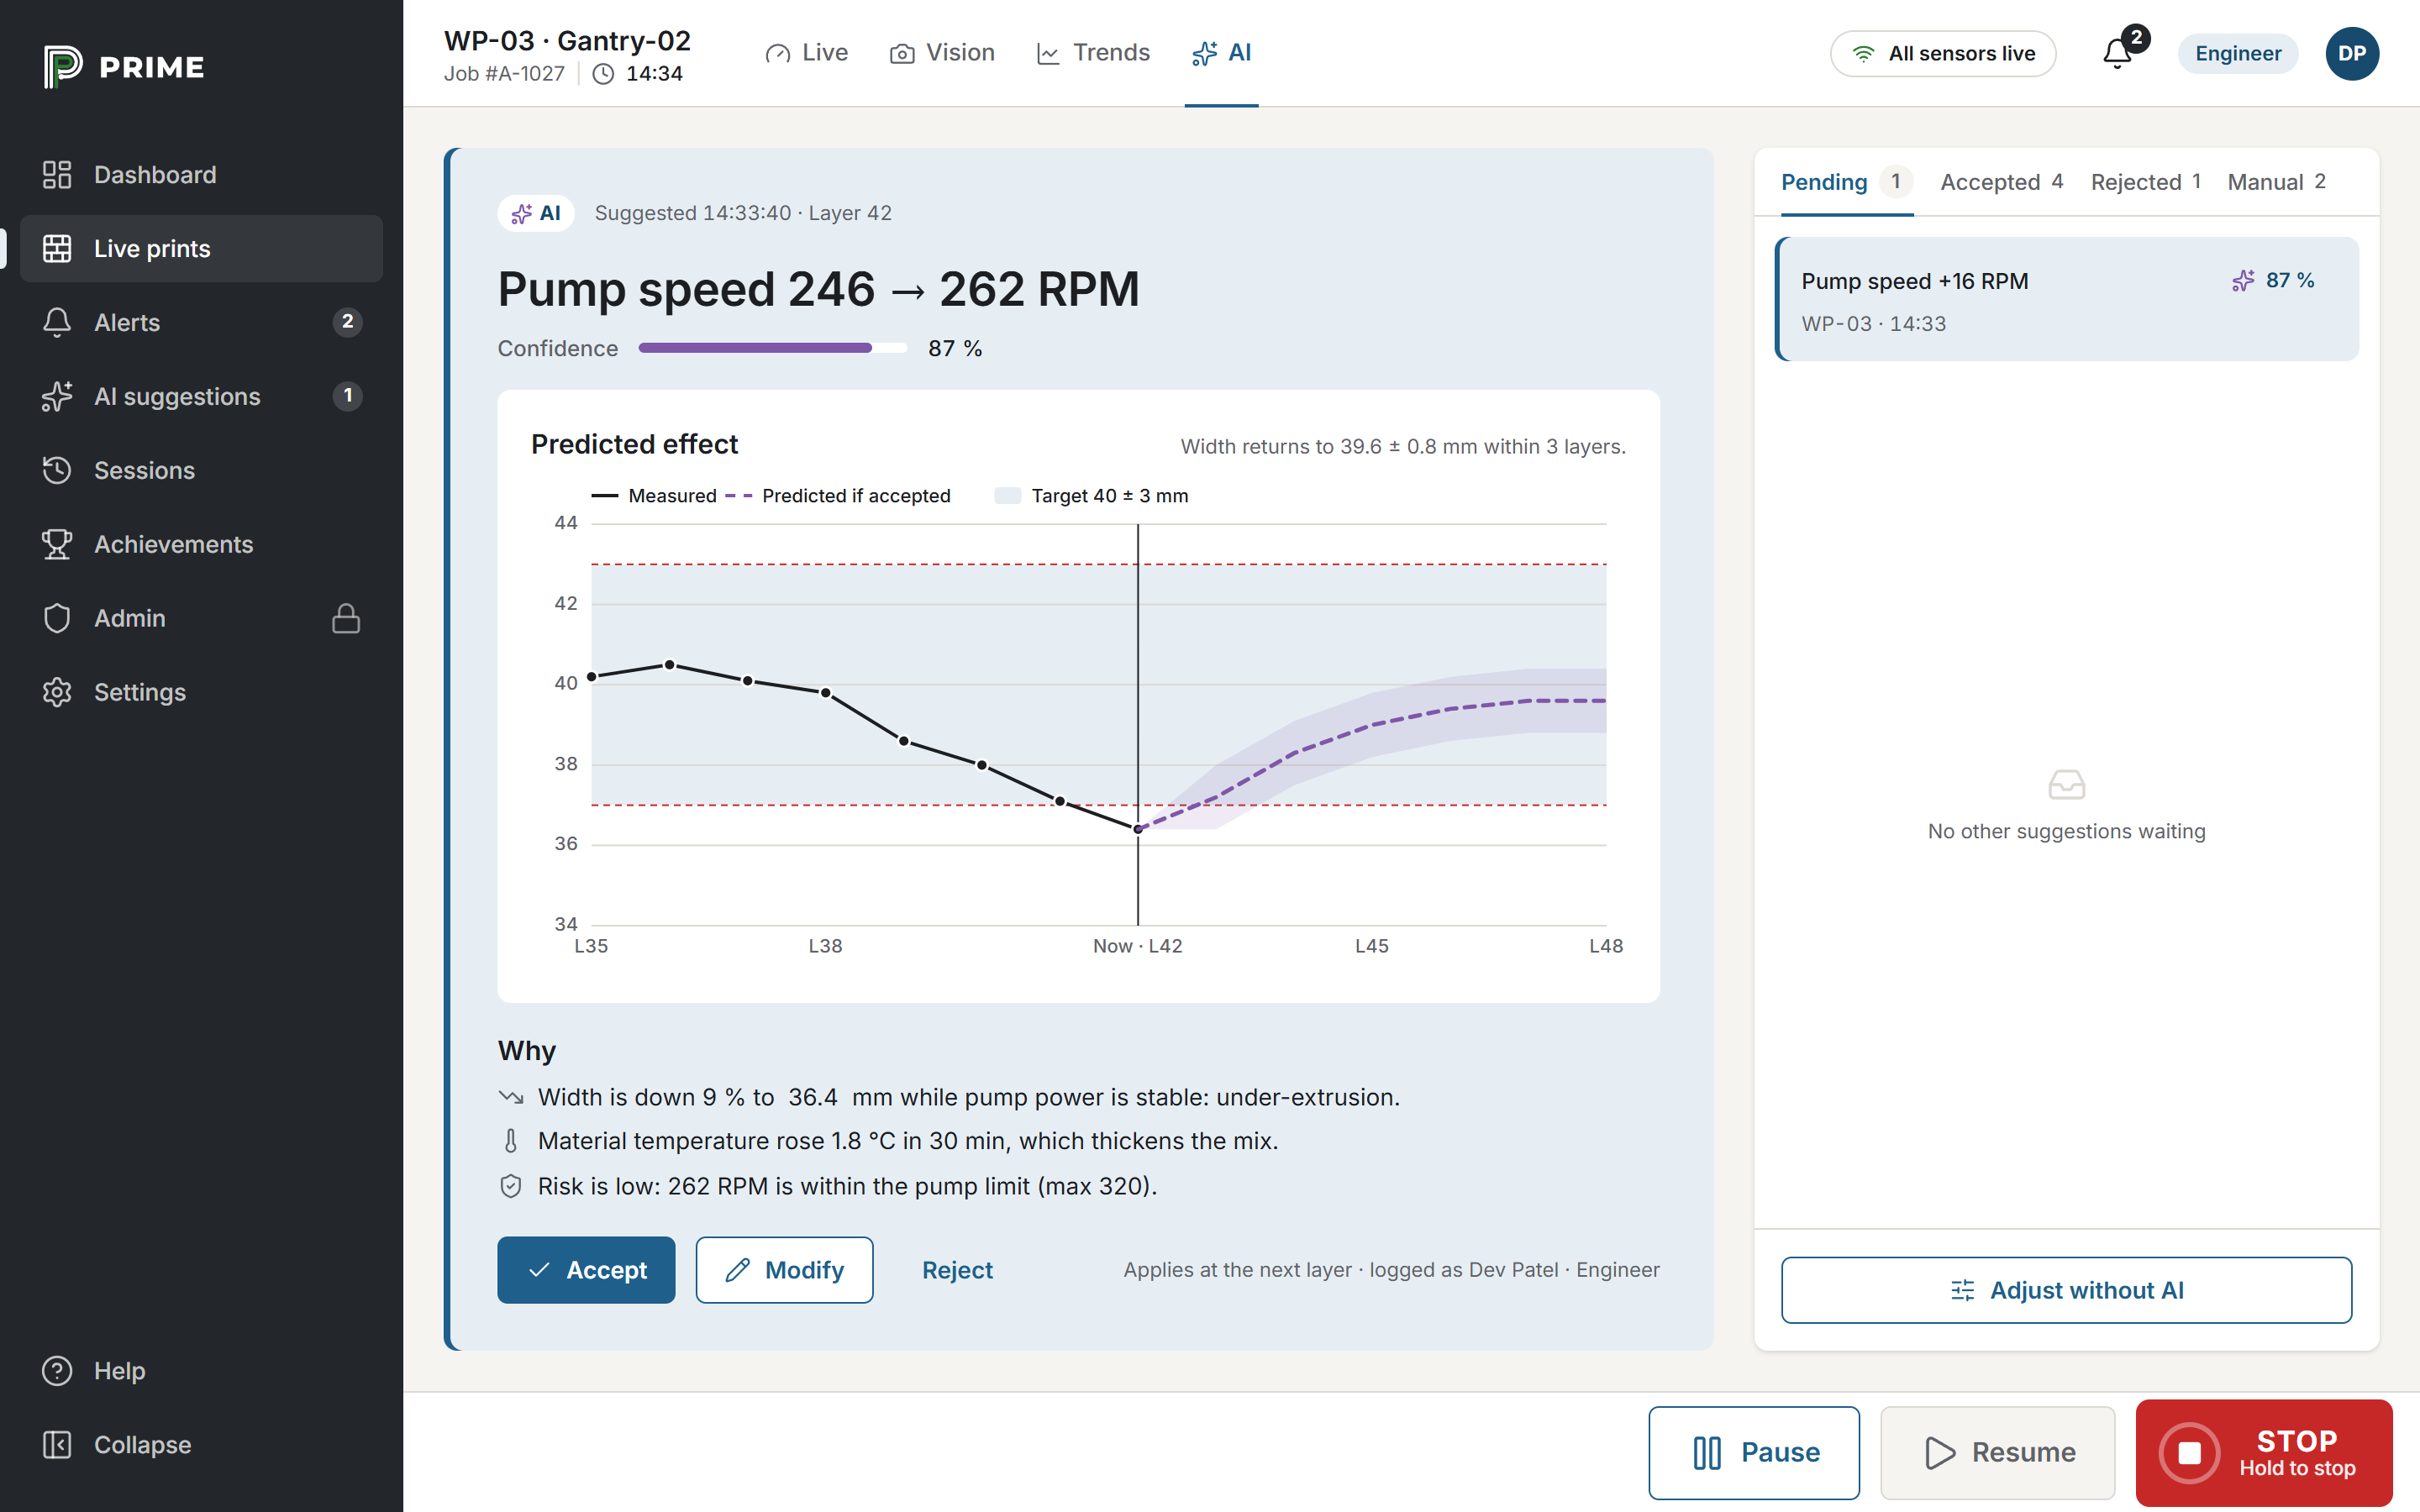 PRIME
Dashboard
Live prints
Alerts 2
AI suggestions 1
Sessions
Achievements
Admin
Settings
Help
Collapse
WP-03 · Gantry-02
Job #A-1027 14:34
Live
Vision
Trends
AI
All sensors live
2
Engineer
DP
AI Suggested 14:33:40 · Layer 42
Pump speed 246 → 262 RPM
Confidence 87 %
Predicted effect
Width returns to 39.6 ± 0.8 mm within 3 layers.
Measured Predicted if accepted Target 40 ± 3 mm
44
42
40
38
36
34
L35 L38 Now · L42 L45 L48
Why
Width is down 9 % to 36.4 mm while pump power is stable: under-extrusion.
Material temperature rose 1.8 °C in 30 min, which thickens the mix.
Risk is low: 262 RPM is within the pump limit (max 320).
Accept
Modify
Reject
Applies at the next layer · logged as Dev Patel · Engineer
Pending 1 Accepted 4 Rejected 1 Manual 2
Pump speed +16 RPM 87 %
WP-03 · 14:33
No other suggestions waiting
Adjust without AI
Pause
Resume
STOP
Hold to stop